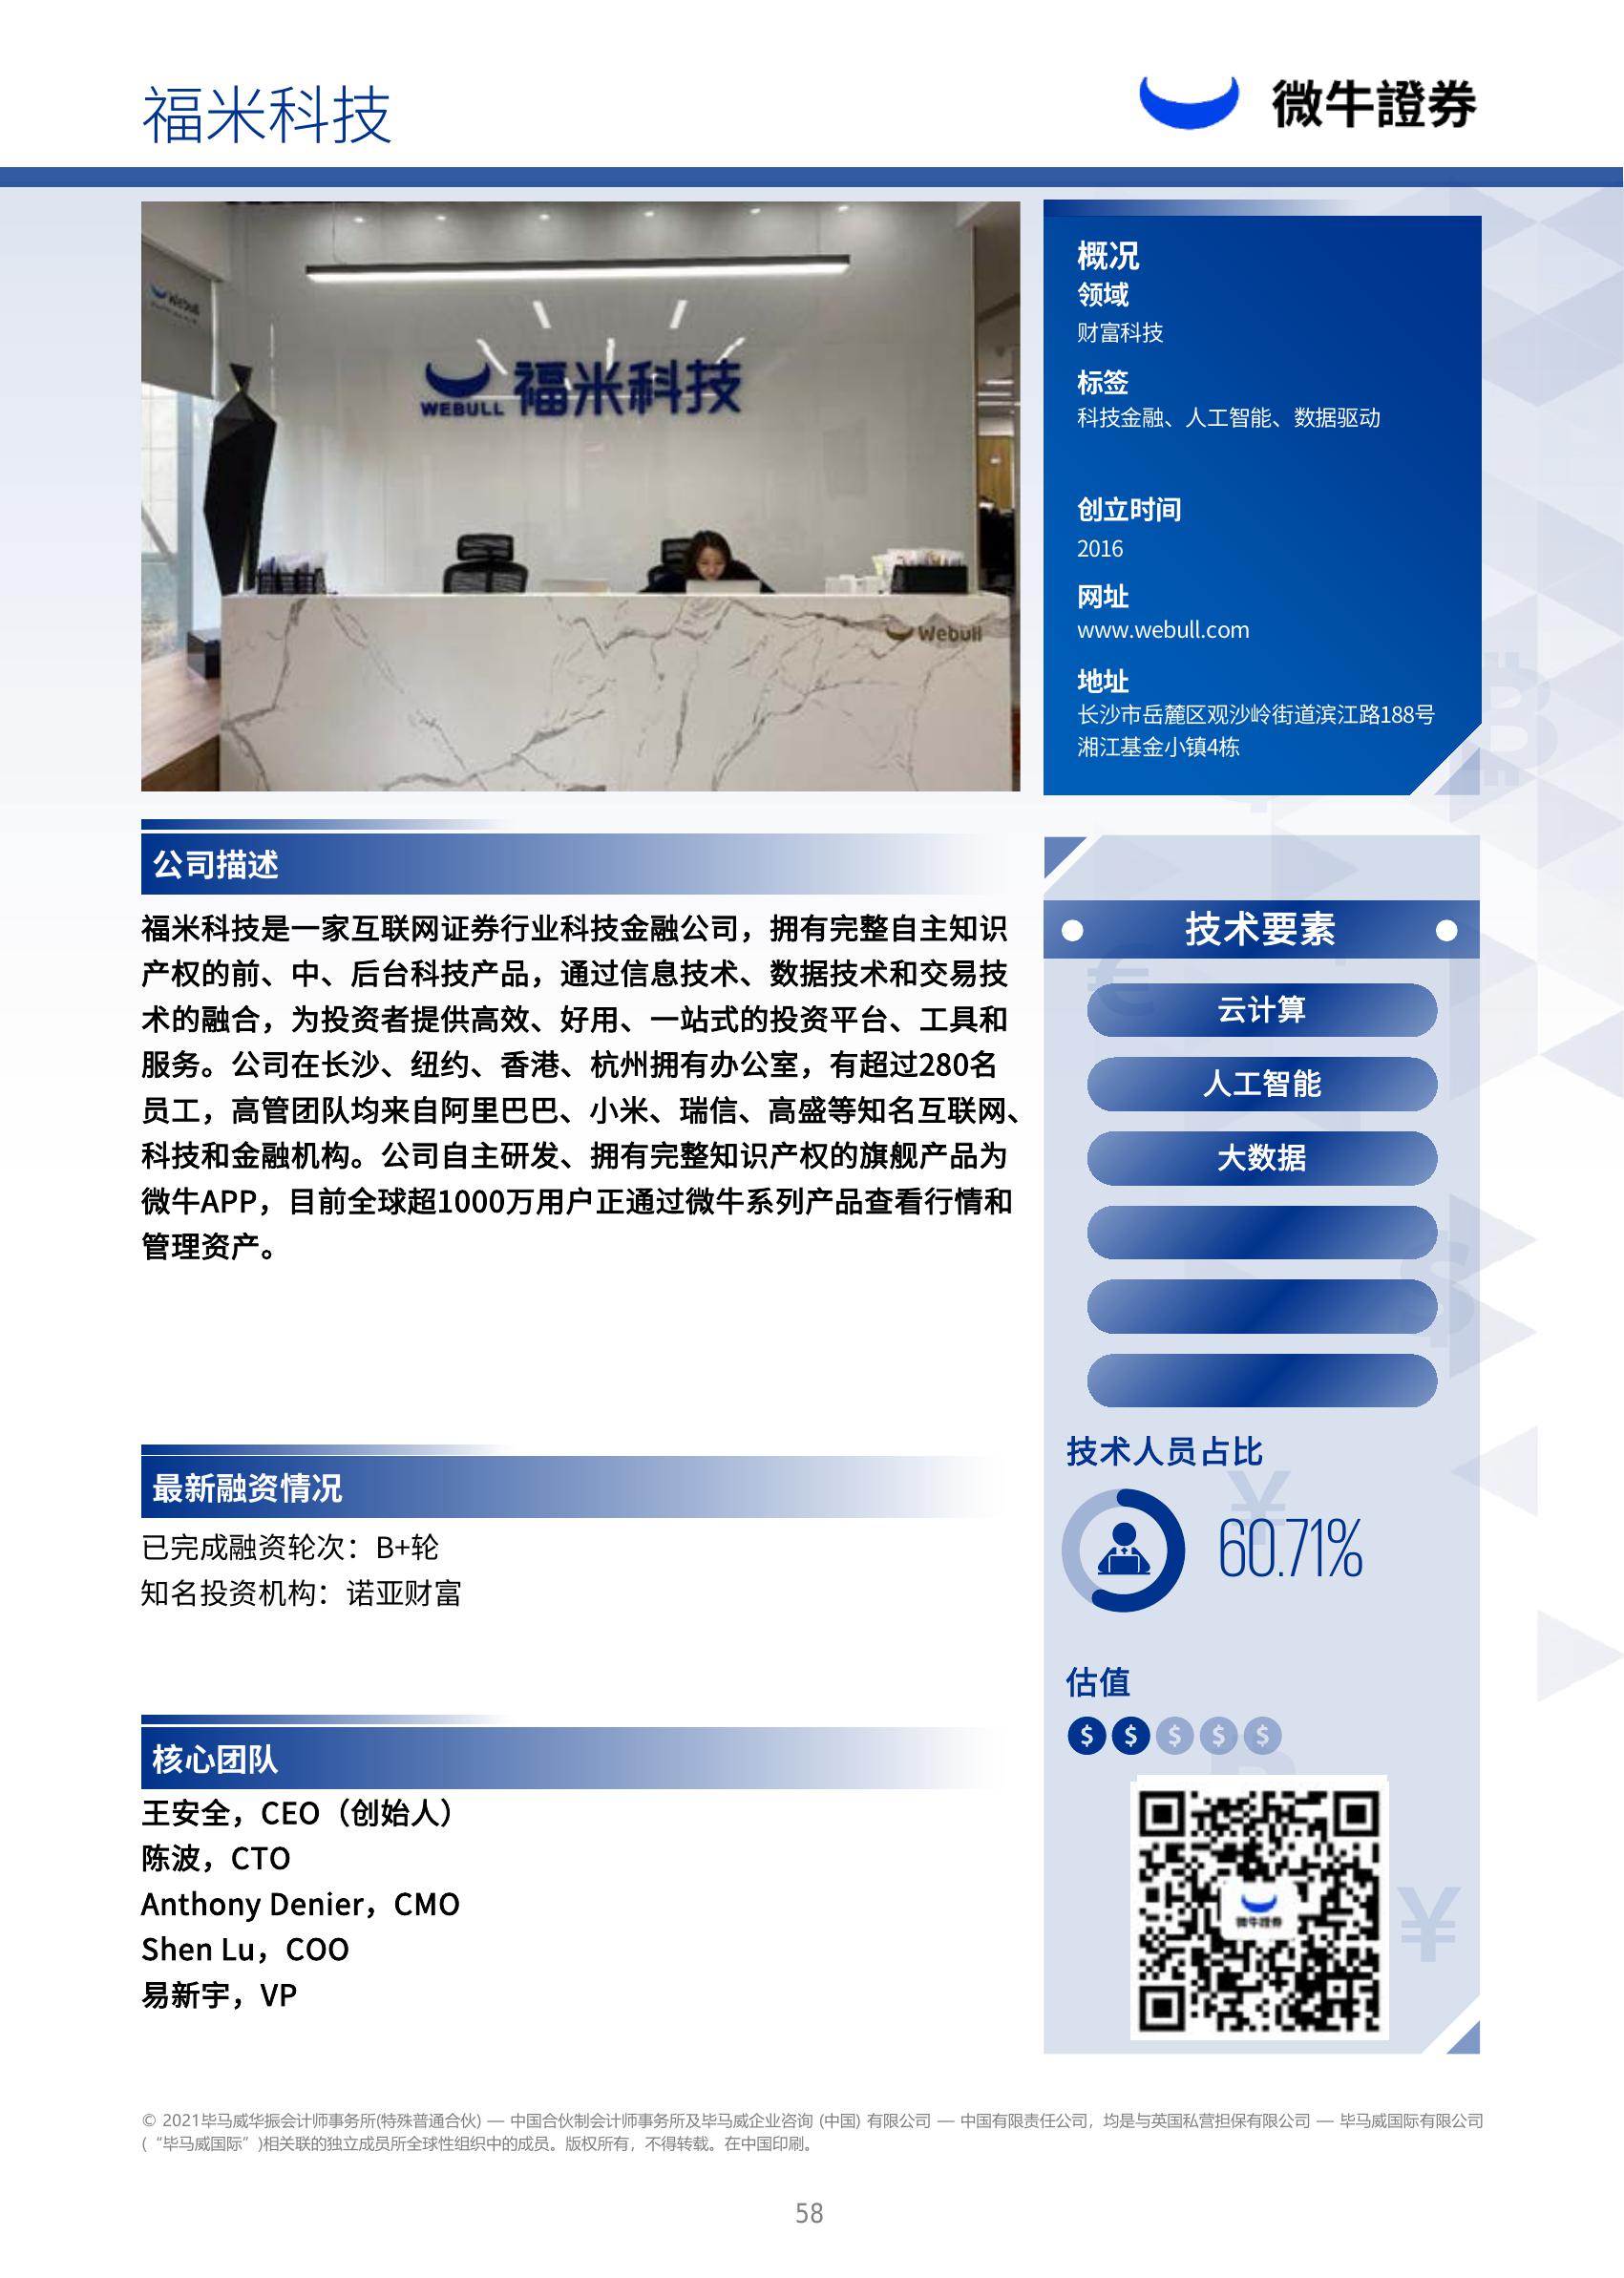 福米科技
微牛證券
Webull
WEBULL 福米科技
Webull
概况
领域
财富科技
标签
科技金融、人工智能、数据驱动
创立时间
2016
网址
www.webull.com
地址
长沙市岳麓区观沙岭街道滨江路188号
湘江基金小镇4栋
公司描述
福米科技是一家互联网证券行业科技金融公司，拥有完整自主知识
产权的前、中、后台科技产品，通过信息技术、数据技术和交易技
术的融合，为投资者提供高效、好用、一站式的投资平台、工具和
服务。公司在长沙、纽约、香港、杭州拥有办公室，有超过280名
员工，高管团队均来自阿里巴巴、小米、瑞信、高盛等知名互联网、
科技和金融机构。公司自主研发、拥有完整知识产权的旗舰产品为
微牛APP，目前全球超1000万用户正通过微牛系列产品查看行情和
管理资产。
最新融资情况
已完成融资轮次：B+轮
知名投资机构：诺亚财富
核心团队
王安全，CEO（创始人）
陈波，CTO
Anthony Denier，CMO
Shen Lu，COO
易新宇，VP
技术要素
云计算
人工智能
大数据
技术人员占比
60.71%
估值
$ $ $ $ $
微牛證券
© 2021毕马威华振会计师事务所(特殊普通合伙) — 中国合伙制会计师事务所及毕马威企业咨询 (中国) 有限公司 — 中国有限责任公司，均是与英国私营担保有限公司 — 毕马威国际有限公司
(“毕马威国际”)相关联的独立成员所全球性组织中的成员。版权所有，不得转载。在中国印刷。
58